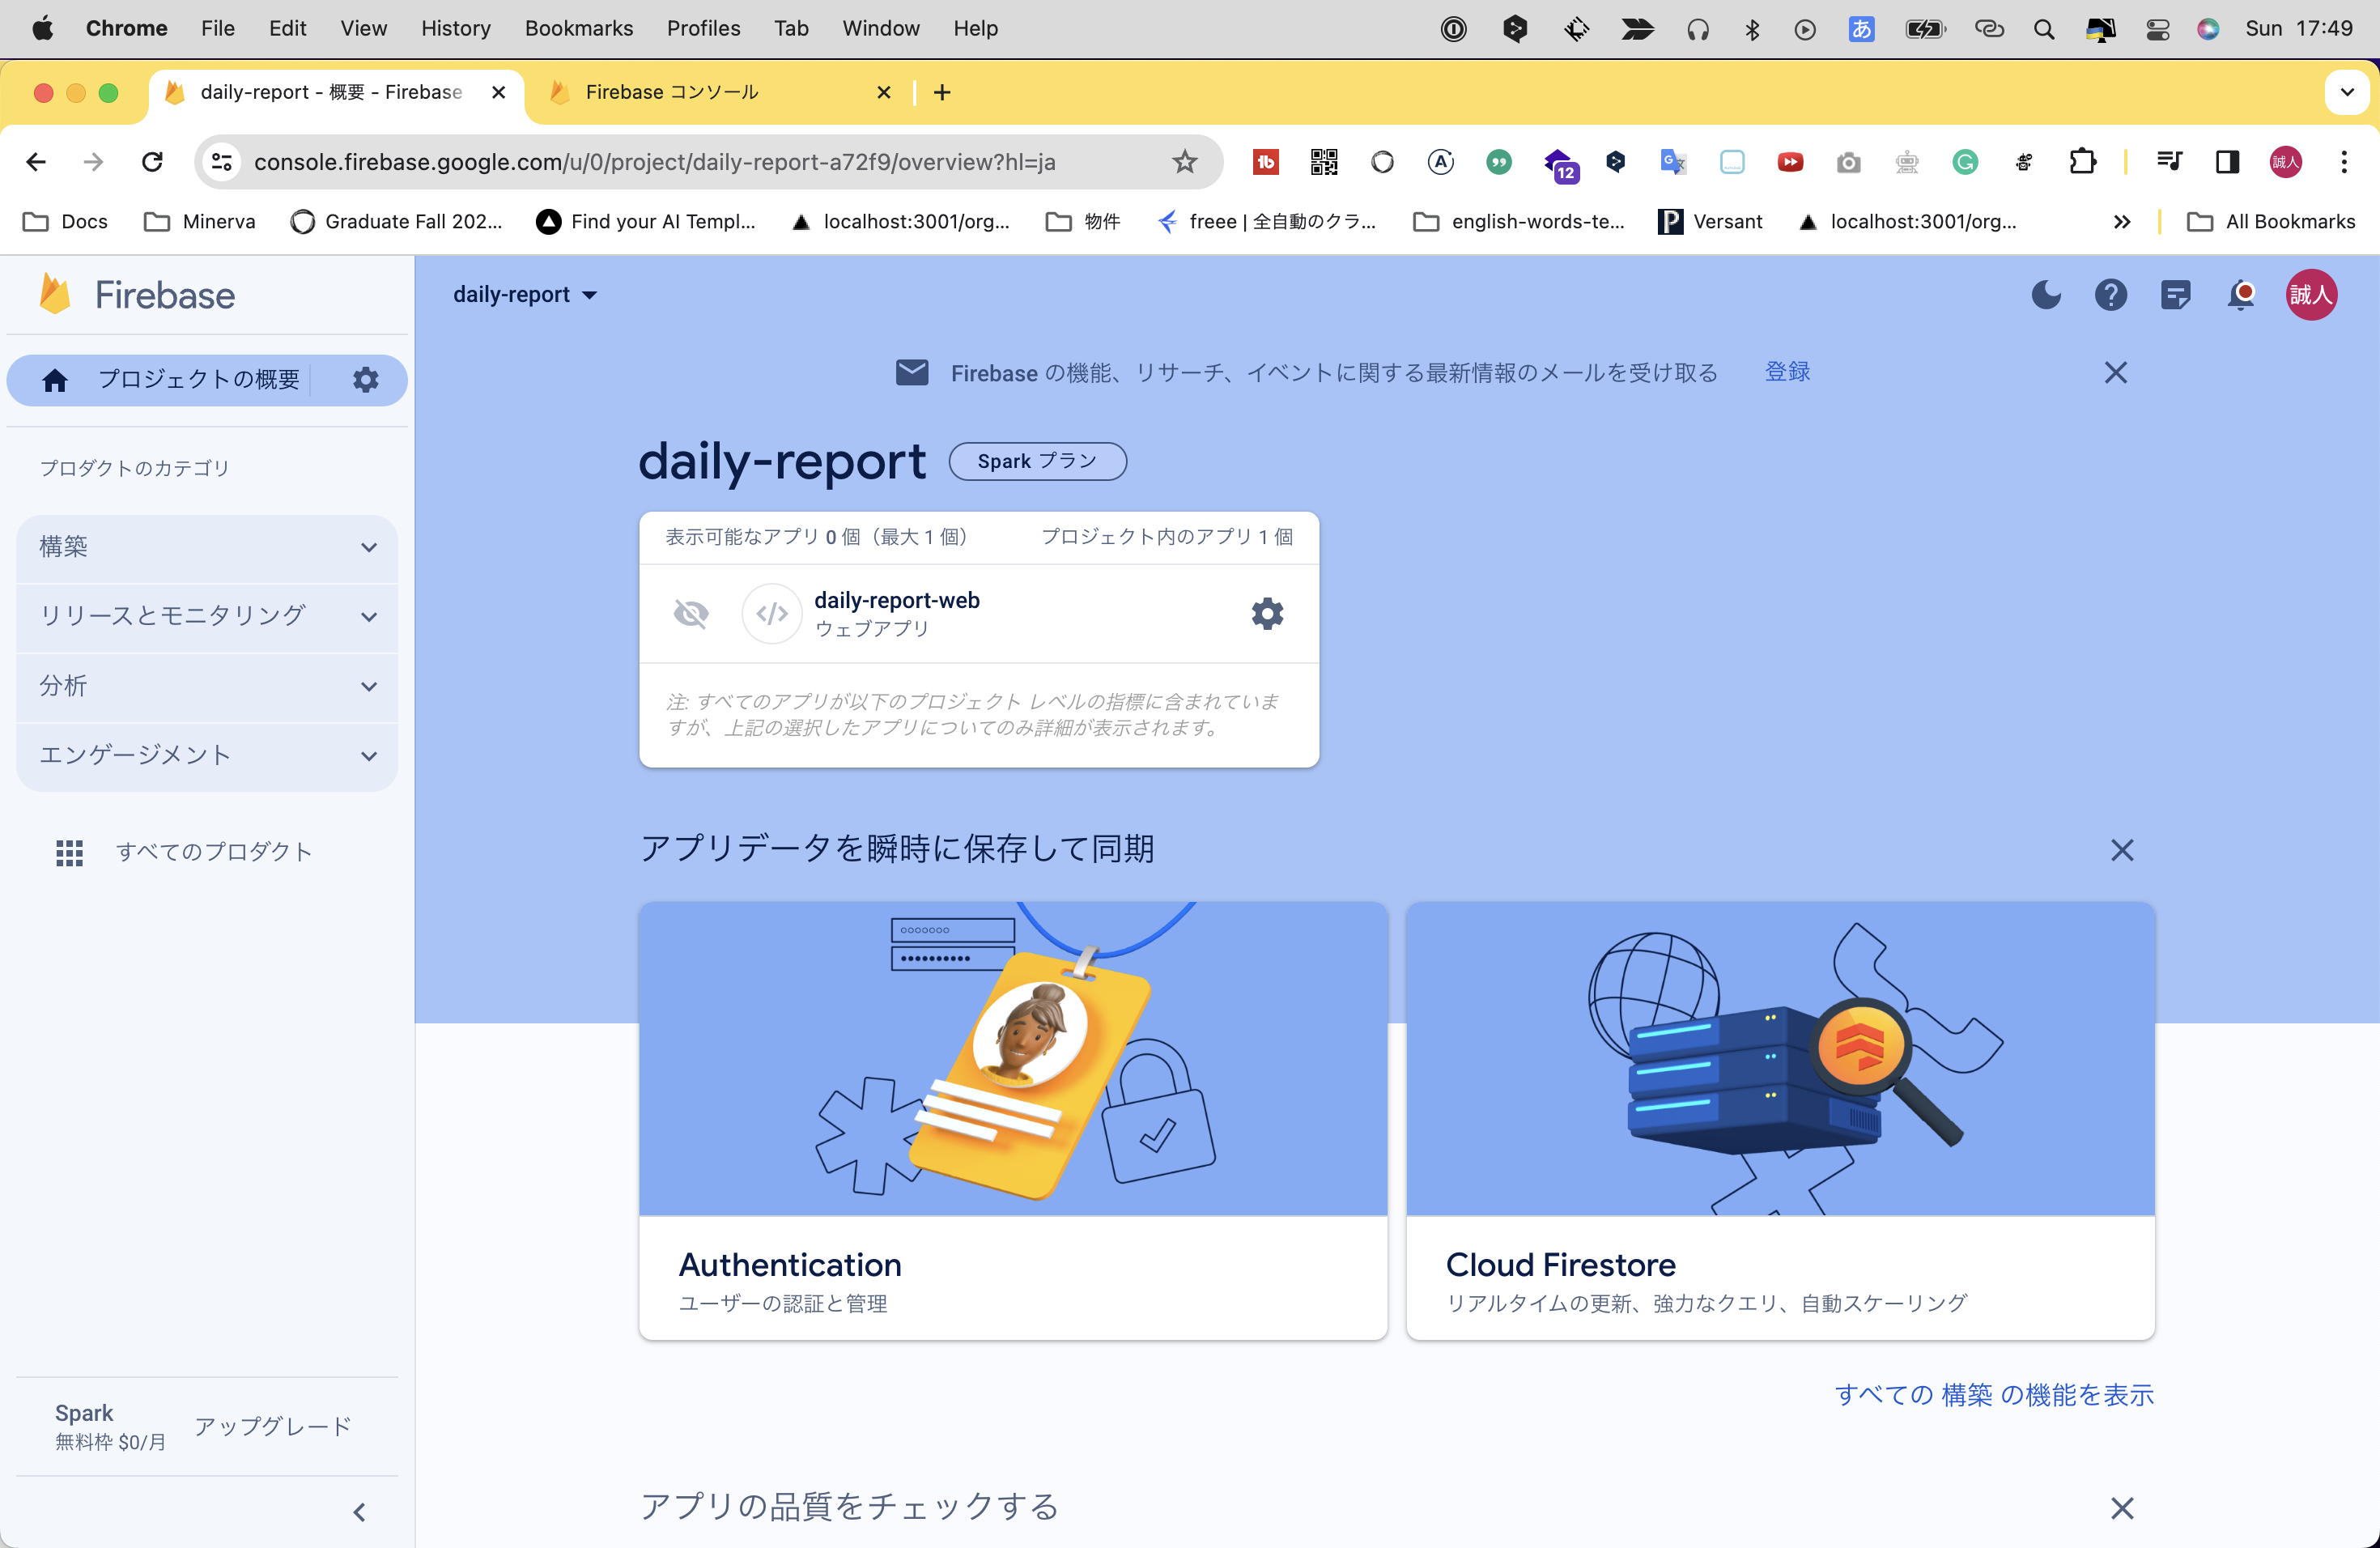 Chrome File Edit View History Bookmarks Profiles Tab Window Help あ Sun 17:49
daily-report - 概要 - Firebase
Firebase コンソール
console.firebase.google.com/u/0/project/daily-report-a72f9/overview?hl=ja
12
誠人
Docs Minerva Graduate Fall 202... Find your AI Templ... localhost:3001/org... 物件 freee | 全自動のクラ... english-words-te... Versant localhost:3001/org... All Bookmarks
Firebase
daily-report
誠人
プロジェクトの概要
Firebase の機能、リサーチ、イベントに関する最新情報のメールを受け取る 登録
プロダクトのカテゴリ
構築
リリースとモニタリング
分析
エンゲージメント
すべてのプロダクト
daily-report Spark プラン
表示可能なアプリ 0 個（最大 1 個） プロジェクト内のアプリ 1 個
daily-report-web
ウェブアプリ
注: すべてのアプリが以下のプロジェクト レベルの指標に含まれていま
すが、上記の選択したアプリについてのみ詳細が表示されます。
アプリデータを瞬時に保存して同期
Authentication
ユーザーの認証と管理
Cloud Firestore
リアルタイムの更新、強力なクエリ、自動スケーリング
すべての 構築 の機能を表示
アプリの品質をチェックする
Spark
無料枠 $0/月
アップグレード